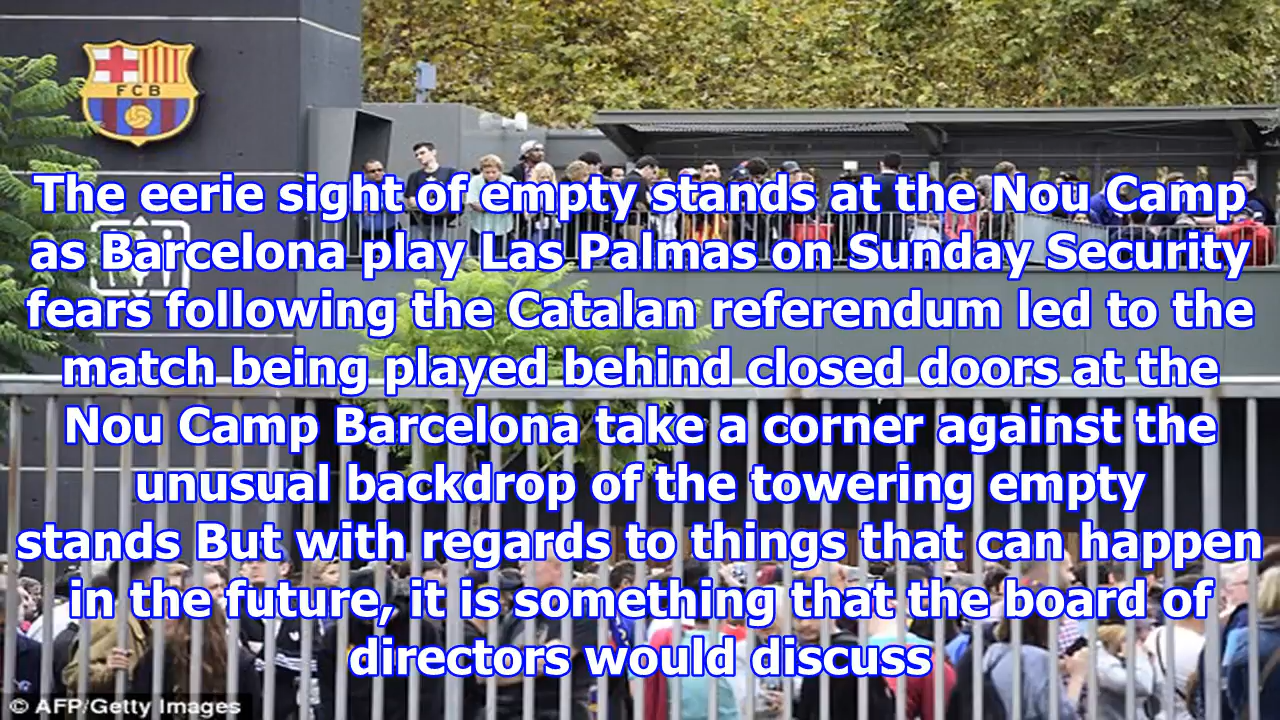 FCB
The eerie sight of empty stands at the Nou Camp
as Barcelona play Las Palmas on Sunday Security
fears following the Catalan referendum led to the
match being played behind closed doors at the
Nou Camp Barcelona take a corner against the
unusual backdrop of the towering empty
stands But with regards to things that can happen
in the future, it is something that the board of
directors would discuss
© AFP/Getty Images